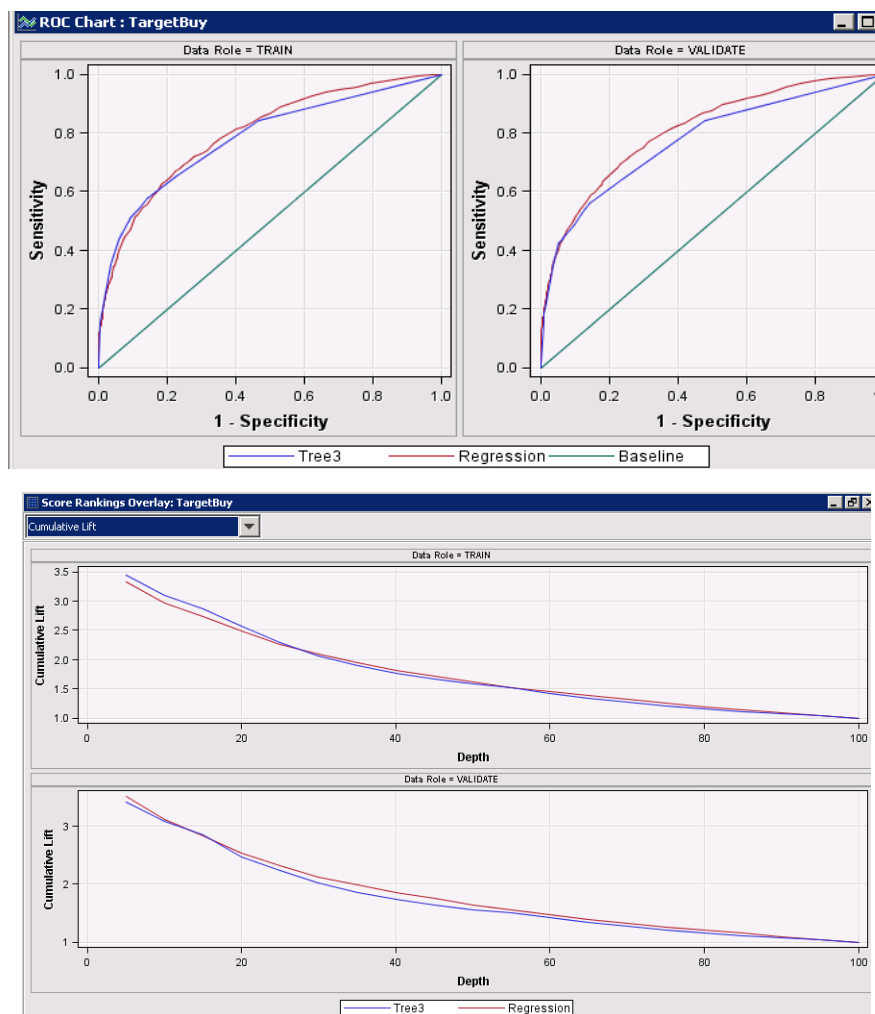 ROC Chart : TargetBuy
Data Role = TRAIN
Data Role = VALIDATE
1.0
0.8
0.6
0.4
0.2
0.0
Sensitivity
0.0 0.2 0.4 0.6 0.8 1.0
1 - Specificity
1.0
0.8
0.6
0.4
0.2
0.0
Sensitivity
0.0 0.2 0.4 0.6 0.8 1
1 - Specificity
Tree3 Regression Baseline
Score Rankings Overlay: TargetBuy
Cumulative Lift
Data Role = TRAIN
3.5
3.0
2.5
2.0
1.5
1.0
Cumulative Lift
0 20 40 60 80 100
Depth
Data Role = VALIDATE
3
2
1
Cumulative Lift
0 20 40 60 80 100
Depth
Tree3 Regression